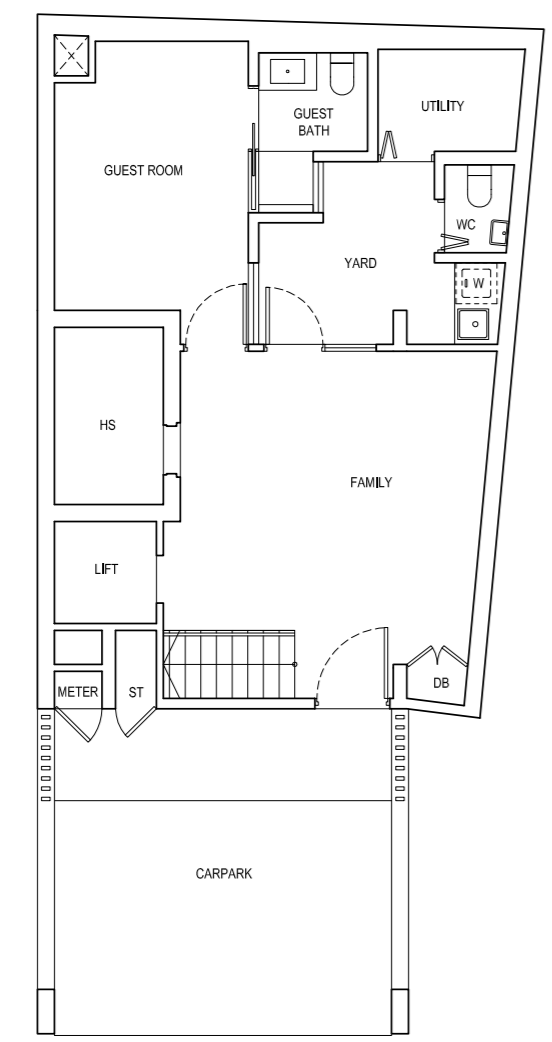 UTILITY
GUEST
BATH
GUEST ROOM
WC
YARD
W
HS
FAMILY
LIFT
METER
ST
DB
CARPARK